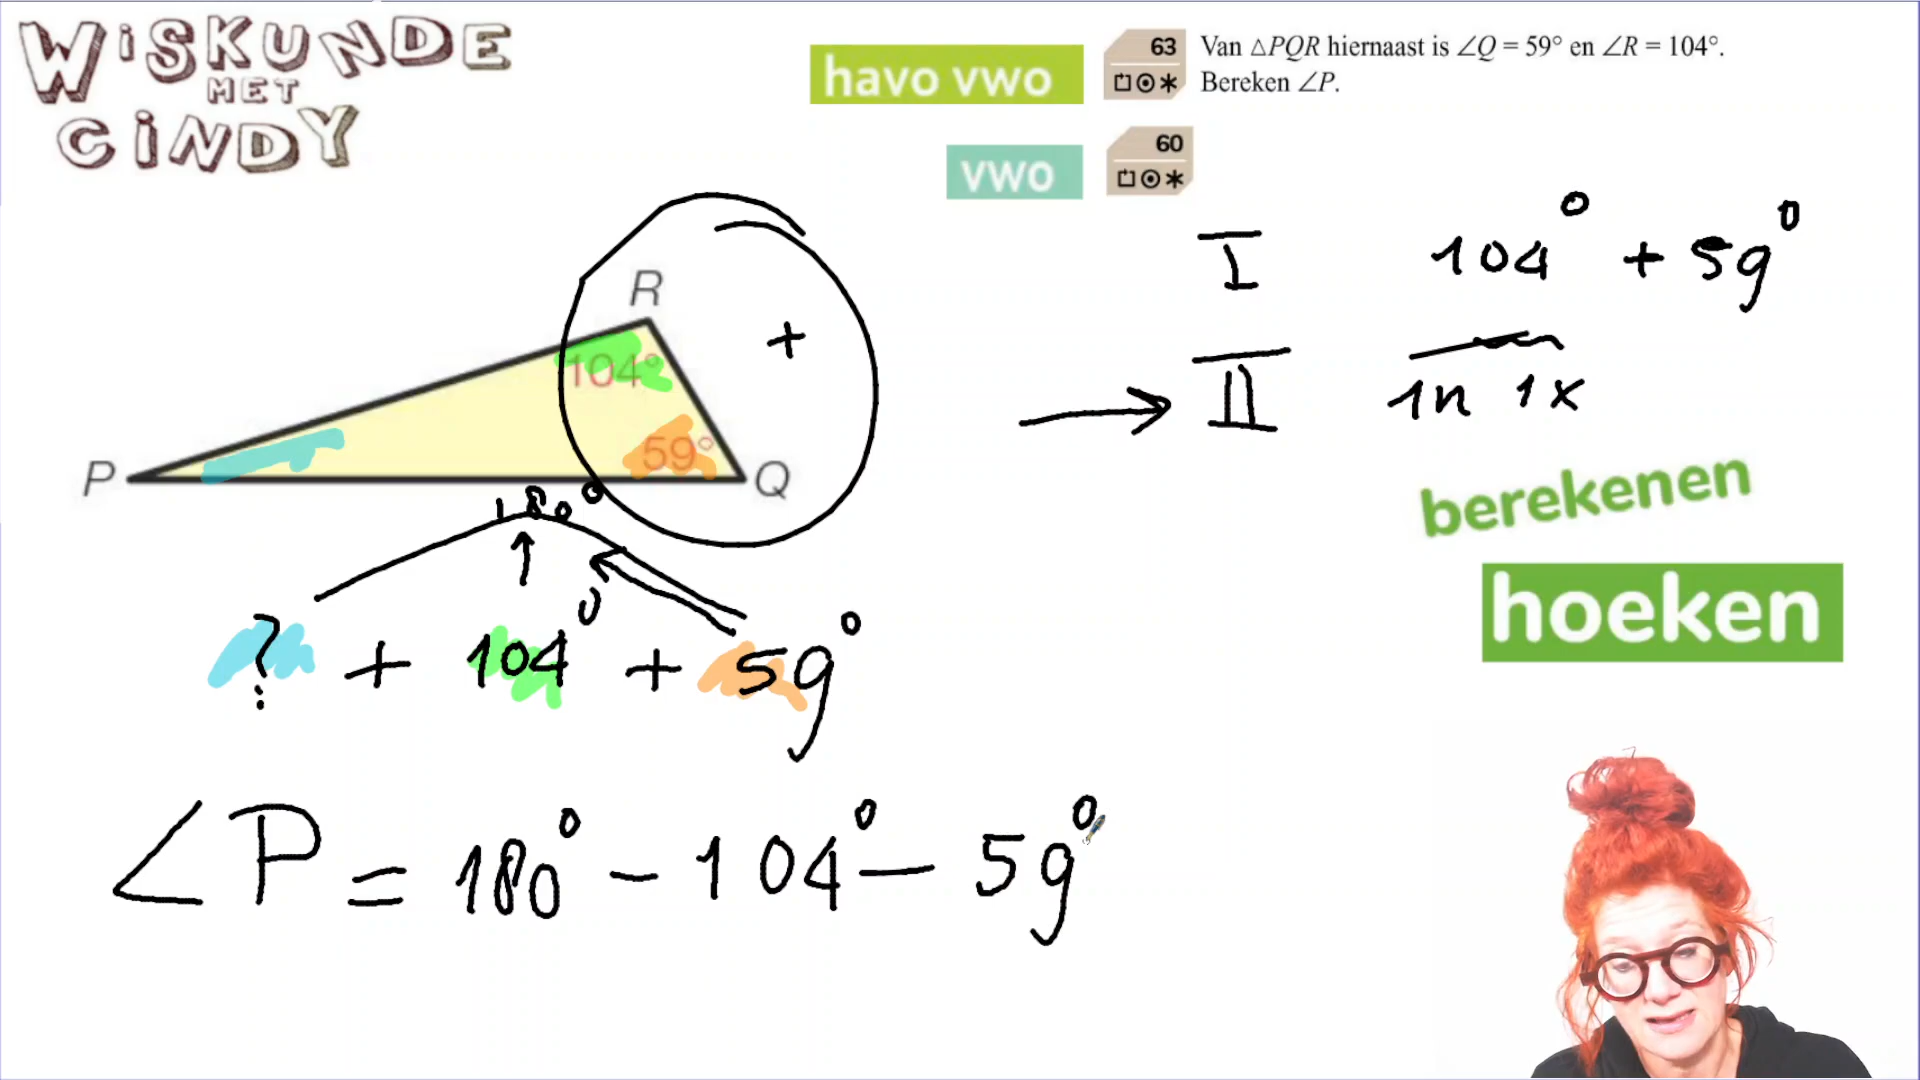 WiSKUNDE
MET
CiNDY
havo vwo
63
Van △PQR hiernaast is ∠Q = 59° en ∠R = 104°.
Bereken ∠P.
vwo
60
I 104° + 59°
II 1n 1x
R
+
104°
59°
P
Q
180°
? + 104° + 59°
berekenen
hoeken
∠P = 180° - 104° - 59°